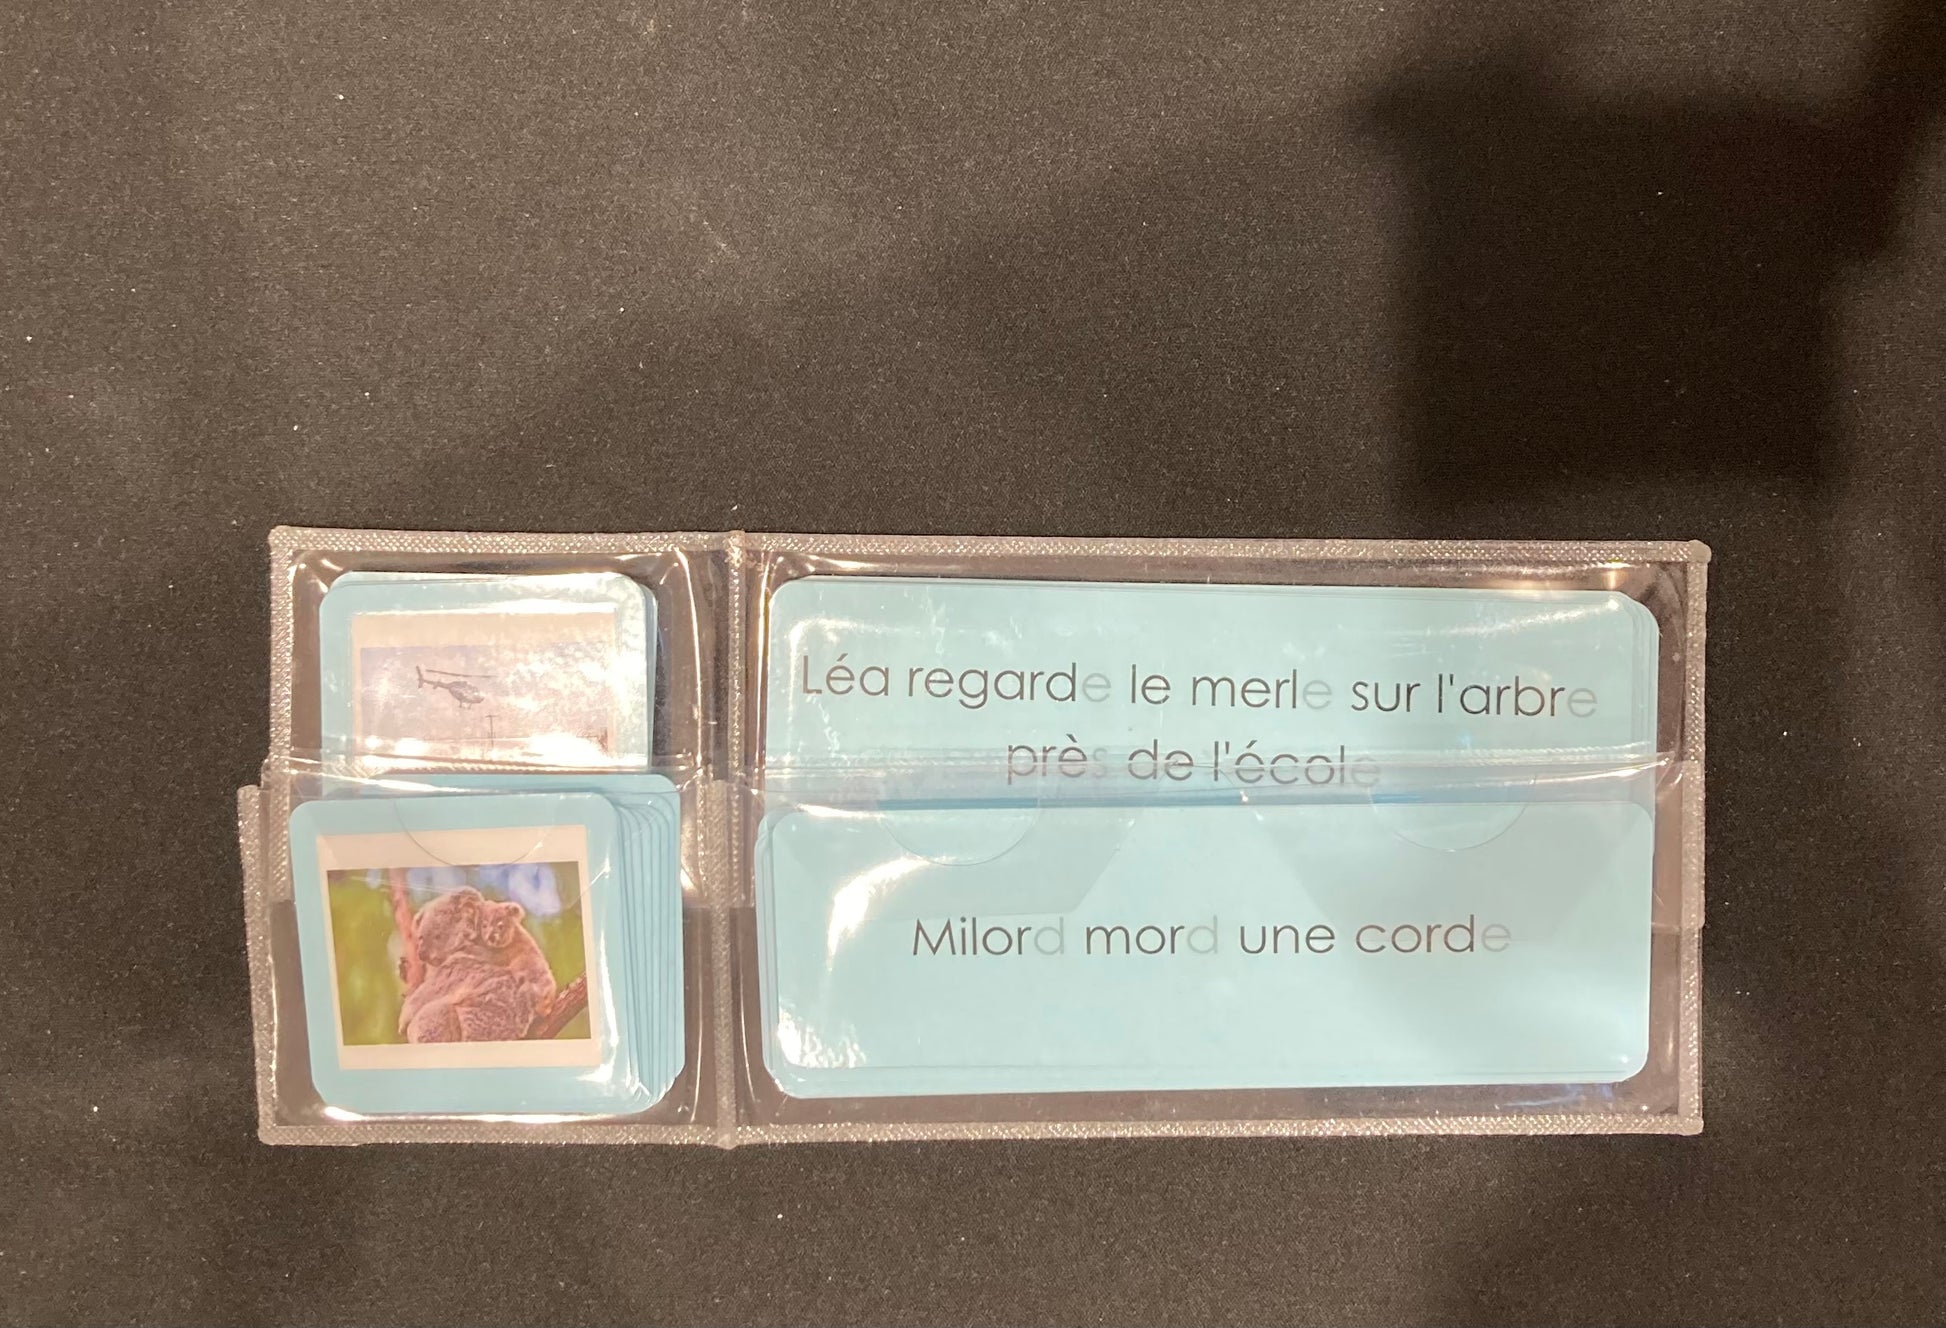 Léa regarde le merle sur l'arbre
près de l'école
Milord mord une corde